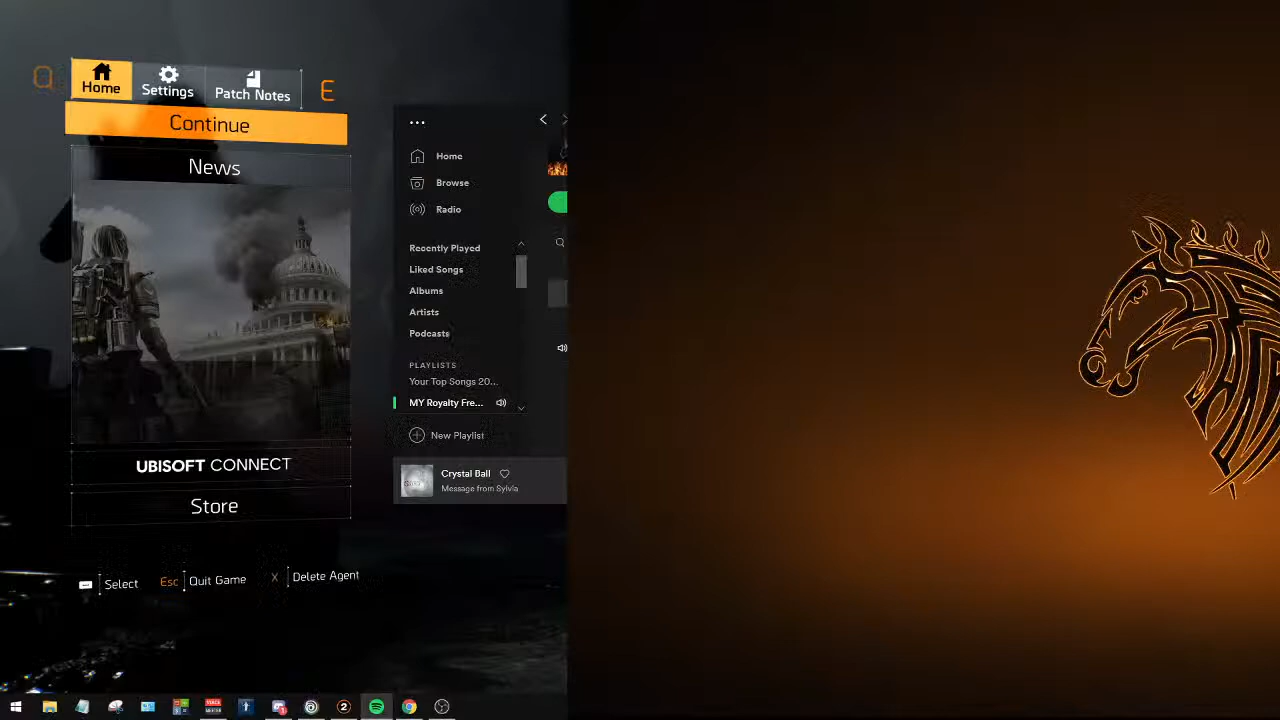 Q
Home
Settings
Patch Notes
E
Continue
News
UBISOFT CONNECT
Store
Select
Esc Quit Game
X Delete Agent
...
Home
Browse
Radio
Recently Played
Liked Songs
Albums
Artists
Podcasts
PLAYLISTS
Your Top Songs 20...
MY Royalty Fre...
New Playlist
Crystal Ball
Message from Sylvia